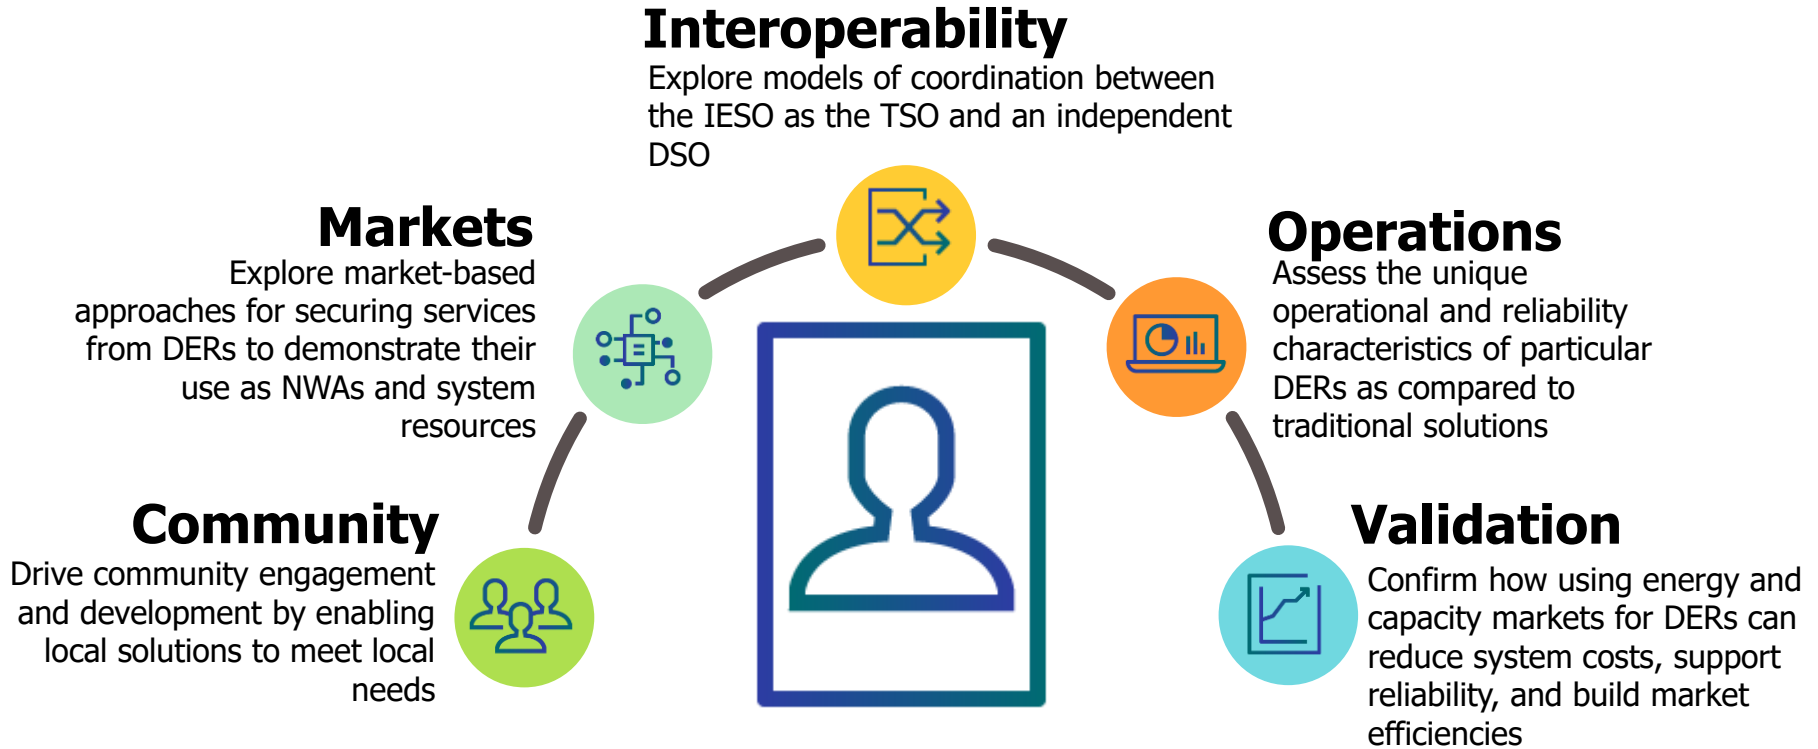 Interoperability
Explore models of coordination between
the IESO as the TSO and an independent
DSO
Markets
Explore market-based
approaches for securing services
from DERs to demonstrate their
use as NWAs and system
resources
Operations
Assess the unique
operational and reliability
characteristics of particular
DERs as compared to
traditional solutions
Community
Drive community engagement
and development by enabling
local solutions to meet local
needs
Validation
Confirm how using energy and
capacity markets for DERs can
reduce system costs, support
reliability, and build market
efficiencies